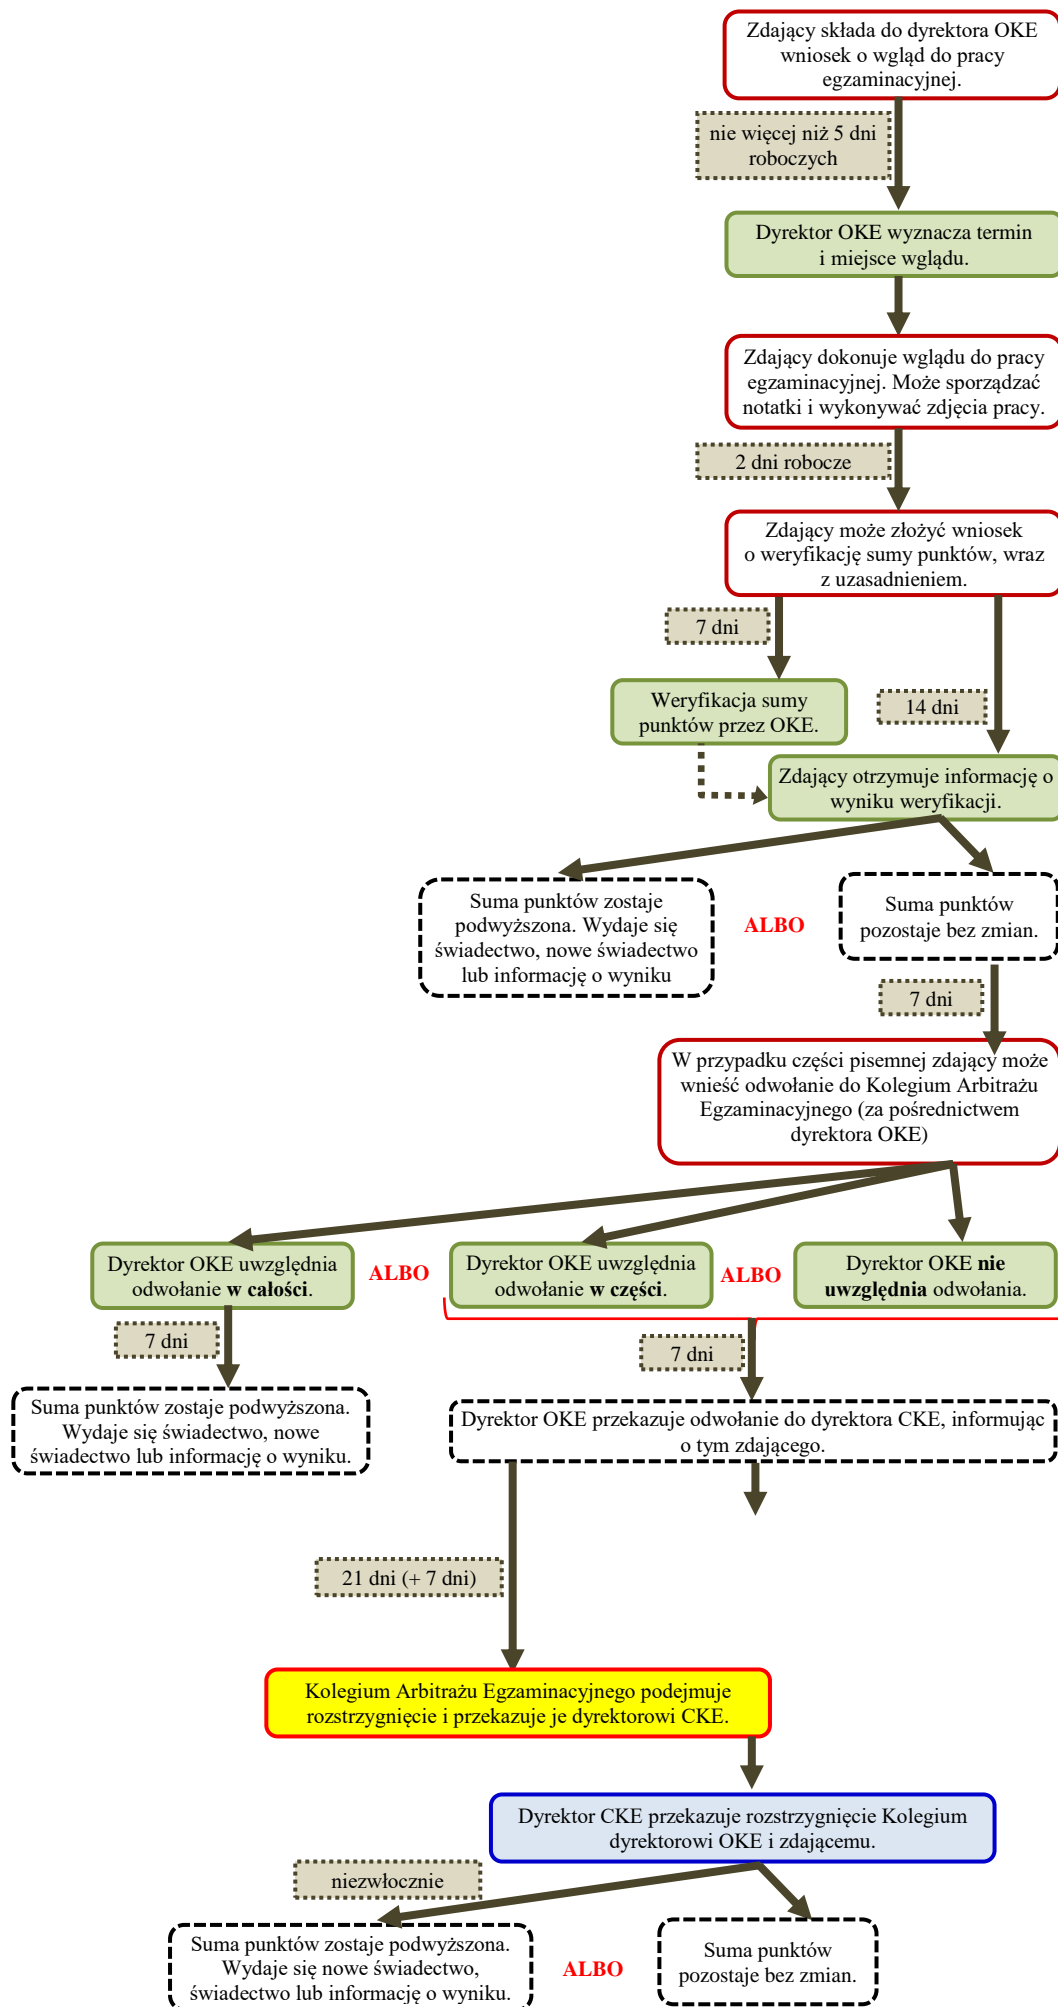 Zdający składa do dyrektora OKE
wniosek o wgląd do pracy
egzaminacyjnej.
nie więcej niż 5 dni
roboczych
Dyrektor OKE wyznacza termin
i miejsce wglądu.
Zdający dokonuje wglądu do pracy
egzaminacyjnej. Może sporządzać
notatki i wykonywać zdjęcia pracy.
2 dni robocze
Zdający może złożyć wniosek
o weryfikację sumy punktów, wraz
z uzasadnieniem.
7 dni
Weryfikacja sumy
punktów przez OKE.
14 dni
Zdający otrzymuje informację o
wyniku weryfikacji.
Suma punktów zostaje
podwyższona. Wydaje się
świadectwo, nowe świadectwo
lub informację o wyniku
ALBO
Suma punktów
pozostaje bez zmian.
7 dni
W przypadku części pisemnej zdający może
wnieść odwołanie do Kolegium Arbitrażu
Egzaminacyjnego (za pośrednictwem
dyrektora OKE)
Dyrektor OKE uwzględnia
odwołanie w całości.
ALBO
Dyrektor OKE uwzględnia
odwołanie w części.
ALBO
Dyrektor OKE nie
uwzględnia odwołania.
7 dni
7 dni
Suma punktów zostaje podwyższona.
Wydaje się świadectwo, nowe
świadectwo lub informację o wyniku.
Dyrektor OKE przekazuje odwołanie do dyrektora CKE, informując
o tym zdającego.
21 dni (+ 7 dni)
Kolegium Arbitrażu Egzaminacyjnego podejmuje
rozstrzygnięcie i przekazuje je dyrektorowi CKE.
Dyrektor CKE przekazuje rozstrzygnięcie Kolegium
dyrektorowi OKE i zdającemu.
niezwłocznie
Suma punktów zostaje podwyższona.
Wydaje się nowe świadectwo,
świadectwo lub informację o wyniku.
ALBO
Suma punktów
pozostaje bez zmian.